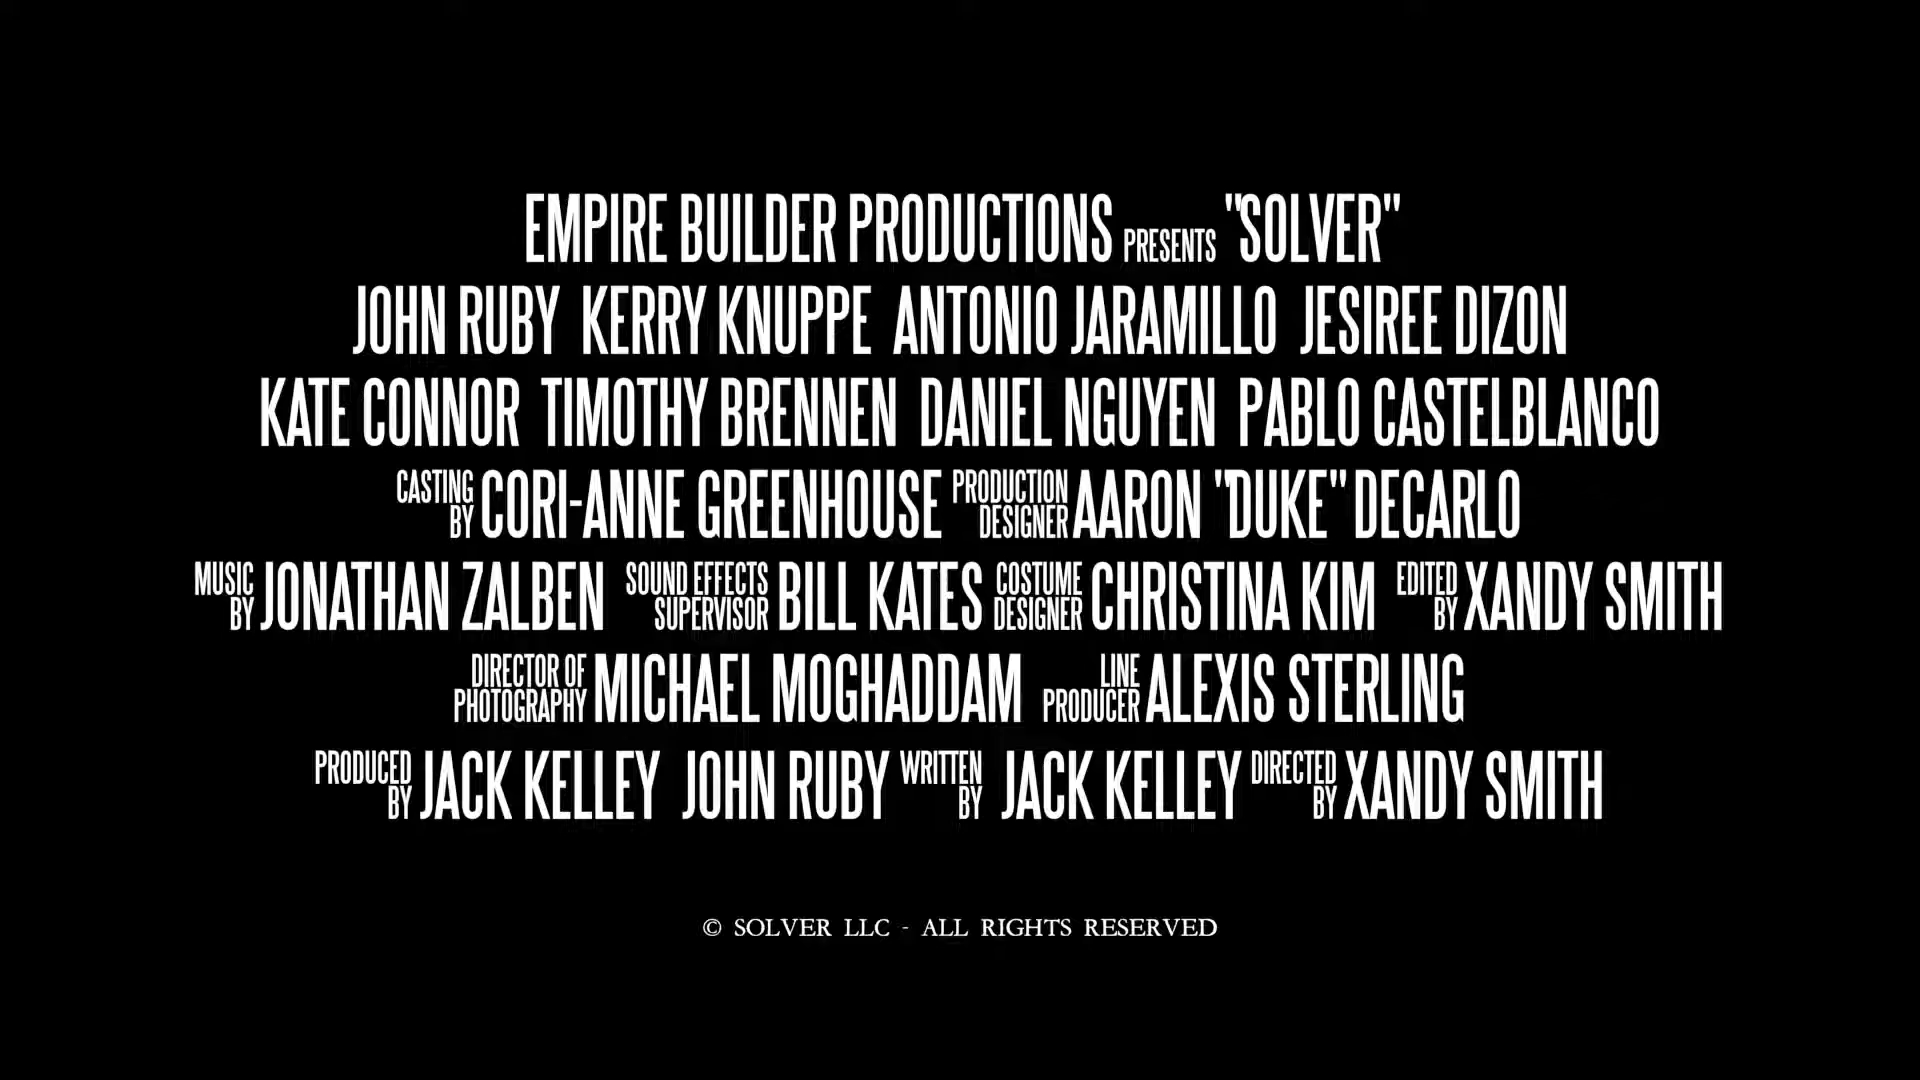 EMPIRE BUILDER PRODUCTIONS PRESENTS "SOLVER"
JOHN RUBY KERRY KNUPPE ANTONIO JARAMILLO JESIREE DIZON
KATE CONNOR TIMOTHY BRENNEN DANIEL NGUYEN PABLO CASTELBLANCO
CASTING BY CORI-ANNE GREENHOUSE PRODUCTION DESIGNER AARON "DUKE" DECARLO
MUSIC BY JONATHAN ZALBEN SOUND EFFECTS SUPERVISOR BILL KATES COSTUME DESIGNER CHRISTINA KIM EDITED BY XANDY SMITH
DIRECTOR OF PHOTOGRAPHY MICHAEL MOGHADDAM LINE PRODUCER ALEXIS STERLING
PRODUCED BY JACK KELLEY JOHN RUBY WRITTEN BY JACK KELLEY DIRECTED BY XANDY SMITH
© SOLVER LLC - ALL RIGHTS RESERVED